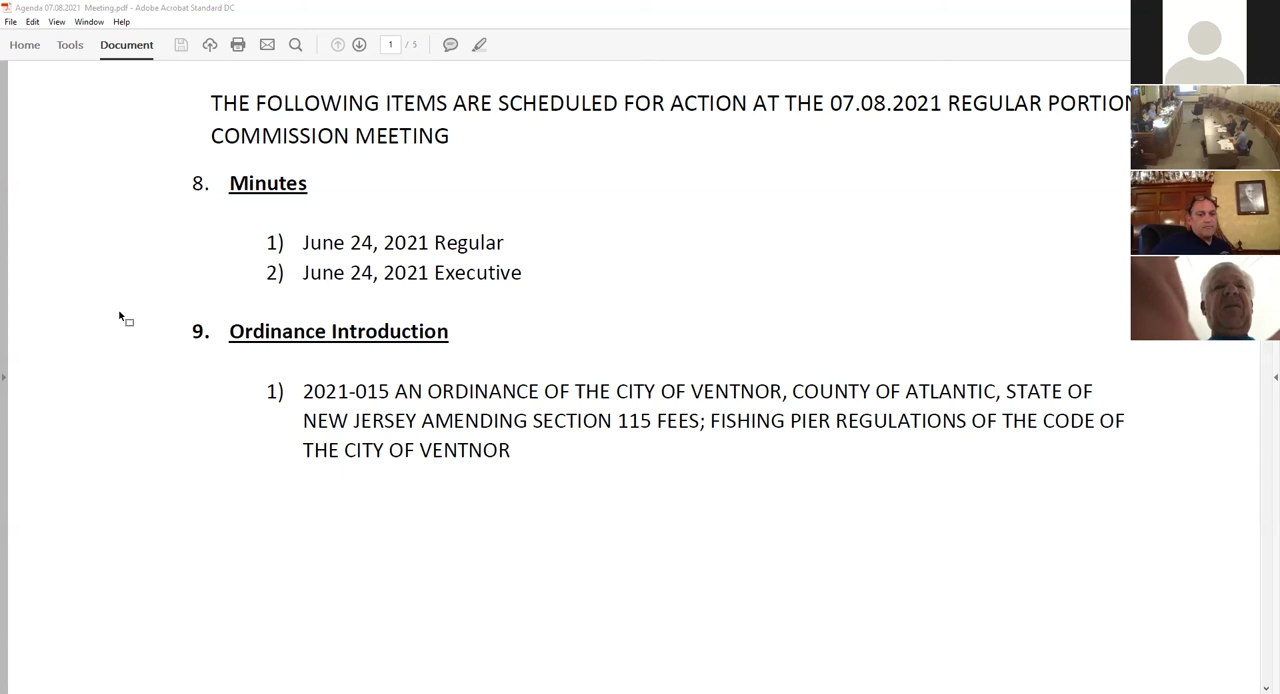 Agenda 07.08.2021 Meeting.pdf - Adobe Acrobat Standard DC
File Edit View Window Help
Home Tools Document 1 / 5
THE FOLLOWING ITEMS ARE SCHEDULED FOR ACTION AT THE 07.08.2021 REGULAR PORTION
COMMISSION MEETING
8. Minutes
1) June 24, 2021 Regular
2) June 24, 2021 Executive
9. Ordinance Introduction
1) 2021-015 AN ORDINANCE OF THE CITY OF VENTNOR, COUNTY OF ATLANTIC, STATE OF
NEW JERSEY AMENDING SECTION 115 FEES; FISHING PIER REGULATIONS OF THE CODE OF
THE CITY OF VENTNOR